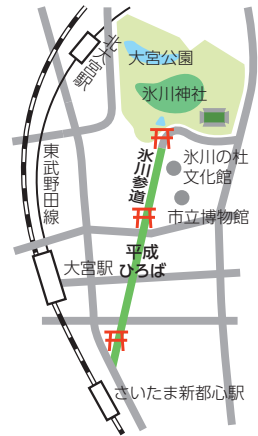 北大宮駅
大宮公園
氷川神社
氷川参道
氷川の杜
文化館
東武野田線
市立博物館
平成
ひろば
大宮駅
さいたま新都心駅